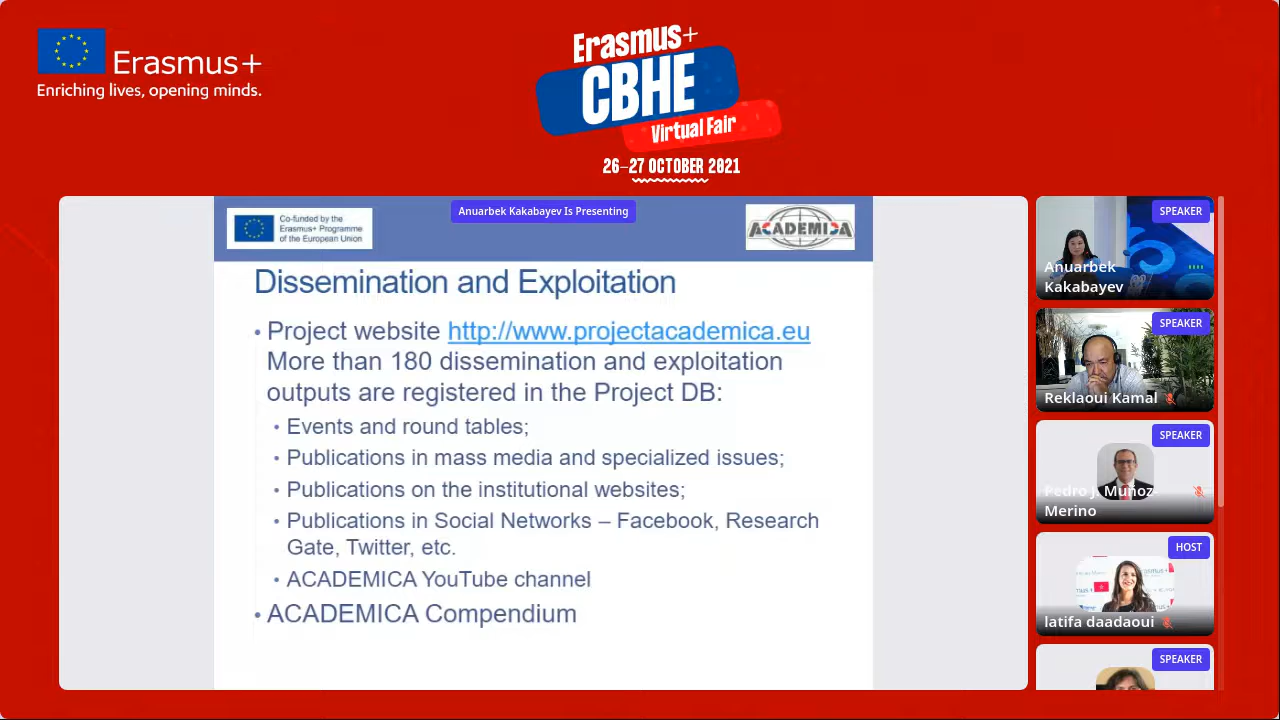 Erasmus+
Enriching lives, opening minds.
Erasmus+
CBHE
Virtual Fair
26–27 OCTOBER 2021
Co-funded by the
Erasmus+ Programme
of the European Union
Anuarbek Kakabayev Is Presenting
ACADEMICA
Dissemination and Exploitation
• Project website http://www.projectacademica.eu
More than 180 dissemination and exploitation
outputs are registered in the Project DB:
• Events and round tables;
• Publications in mass media and specialized issues;
• Publications on the institutional websites;
• Publications in Social Networks – Facebook, Research
Gate, Twitter, etc.
• ACADEMICA YouTube channel
• ACADEMICA Compendium
SPEAKER
Anuarbek
Kakabayev
SPEAKER
Reklaoui Kamal
SPEAKER
Pedro J. Muñoz
Merino
HOST
latifa daadaoui
SPEAKER